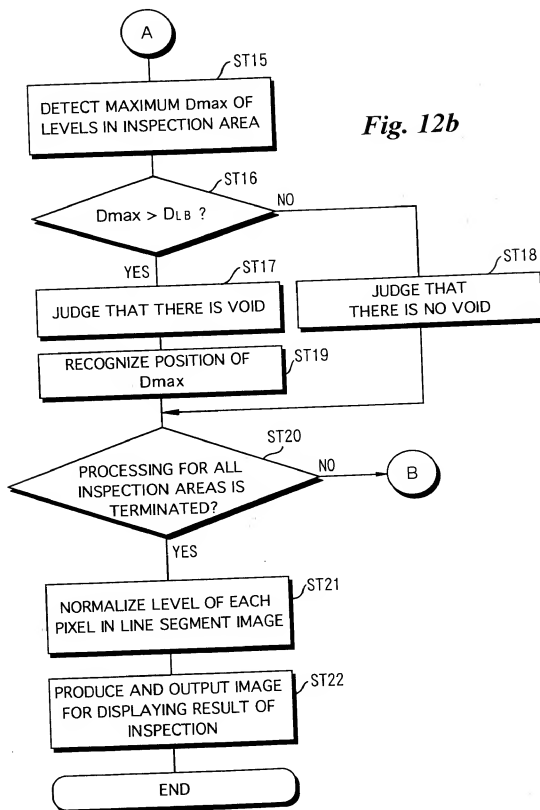 A
ST15
DETECT MAXIMUM Dmax OF
LEVELS IN INSPECTION AREA
Fig. 12b
ST16
Dmax > DLB ?
NO
YES
ST17
JUDGE THAT THERE IS VOID
ST18
JUDGE THAT
THERE IS NO VOID
RECOGNIZE POSITION OF
Dmax
ST19
ST20
PROCESSING FOR ALL
INSPECTION AREAS IS
TERMINATED?
NO
B
YES
ST21
NORMALIZE LEVEL OF EACH
PIXEL IN LINE SEGMENT IMAGE
ST22
PRODUCE AND OUTPUT IMAGE
FOR DISPLAYING RESULT OF
INSPECTION
END